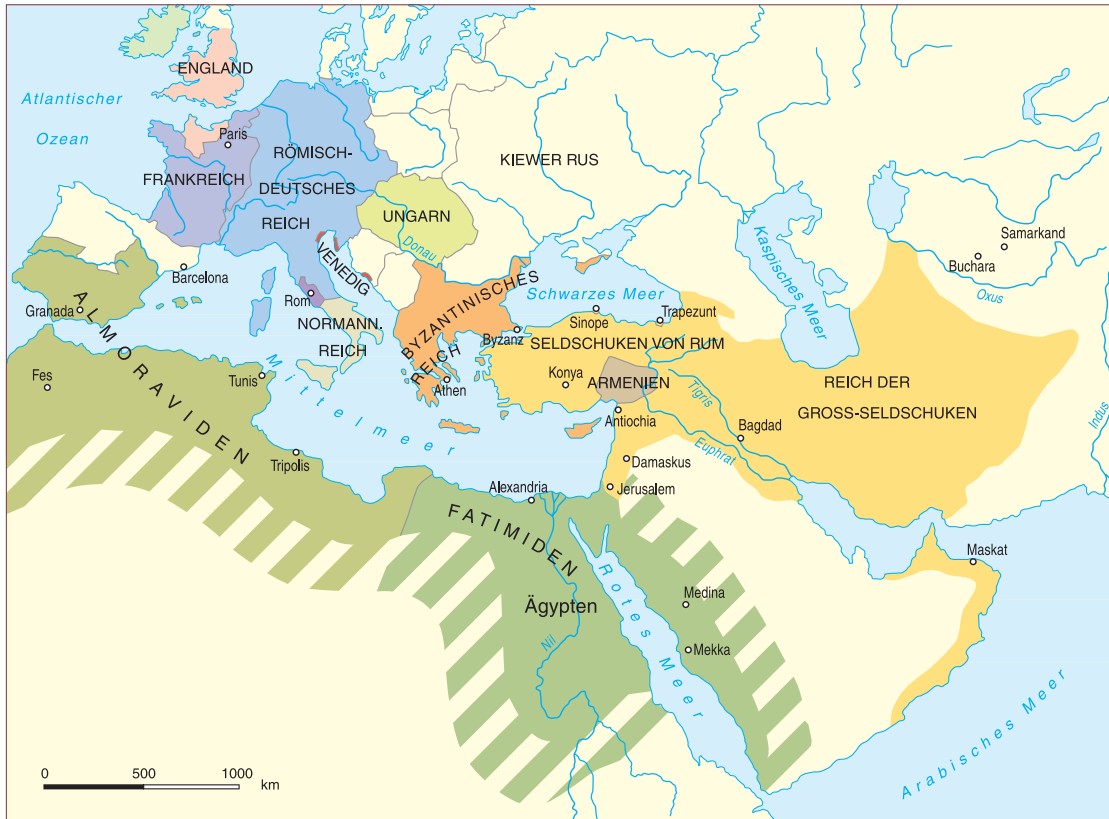 ENGLAND
Atlantischer
Ozean
Paris
RÖMISCH-
DEUTSCHES
REICH
FRANKREICH
KIEWER RUS
UNGARN
Donau
VENEDIG
Barcelona
Rom
NORMANN.
REICH
Granada
ALMORAVIDEN
Fes
Tunis
Tripolis
Mittelmeer
BYZANTINISCHES
REICH
Athen
Byzanz
Schwarzes Meer
Sinope
Trapezunt
SELDSCHUKEN VON RUM
Konya
ARMENIEN
Antiochia
Tigris
Euphrat
Bagdad
Damaskus
Jerusalem
Kaspisches Meer
Samarkand
Buchara
Oxus
REICH DER
GROSS-SELDSCHUKEN
Indus
Alexandria
FATIMIDEN
Ägypten
Nil
Rotes Meer
Medina
Mekka
Maskat
Arabisches Meer
0 500 1000
km